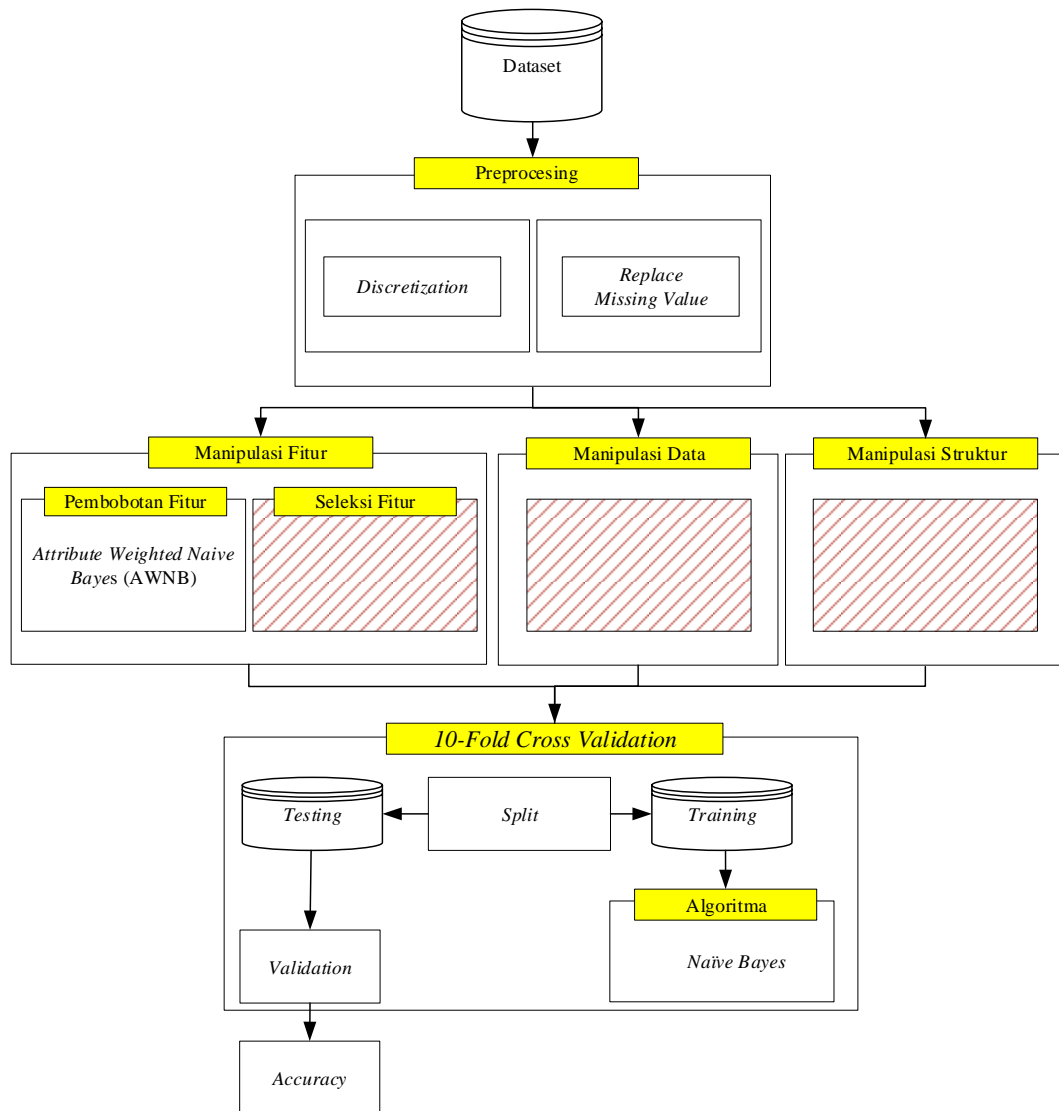 Dataset
Preprocesing
Discretization
Replace
Missing Value
Manipulasi Fitur
Manipulasi Data
Manipulasi Struktur
Pembobotan Fitur
Seleksi Fitur
Attribute Weighted Naive
Bayes (AWNB)
10-Fold Cross Validation
Testing
Split
Training
Algoritma
Naïve Bayes
Validation
Accuracy